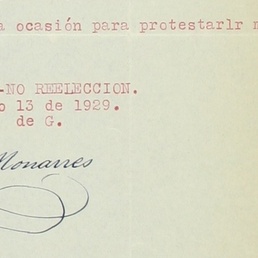 a ocasión para protestarlr m
-NO REELECCION.
o 13 de 1929.
de G.
Monarres